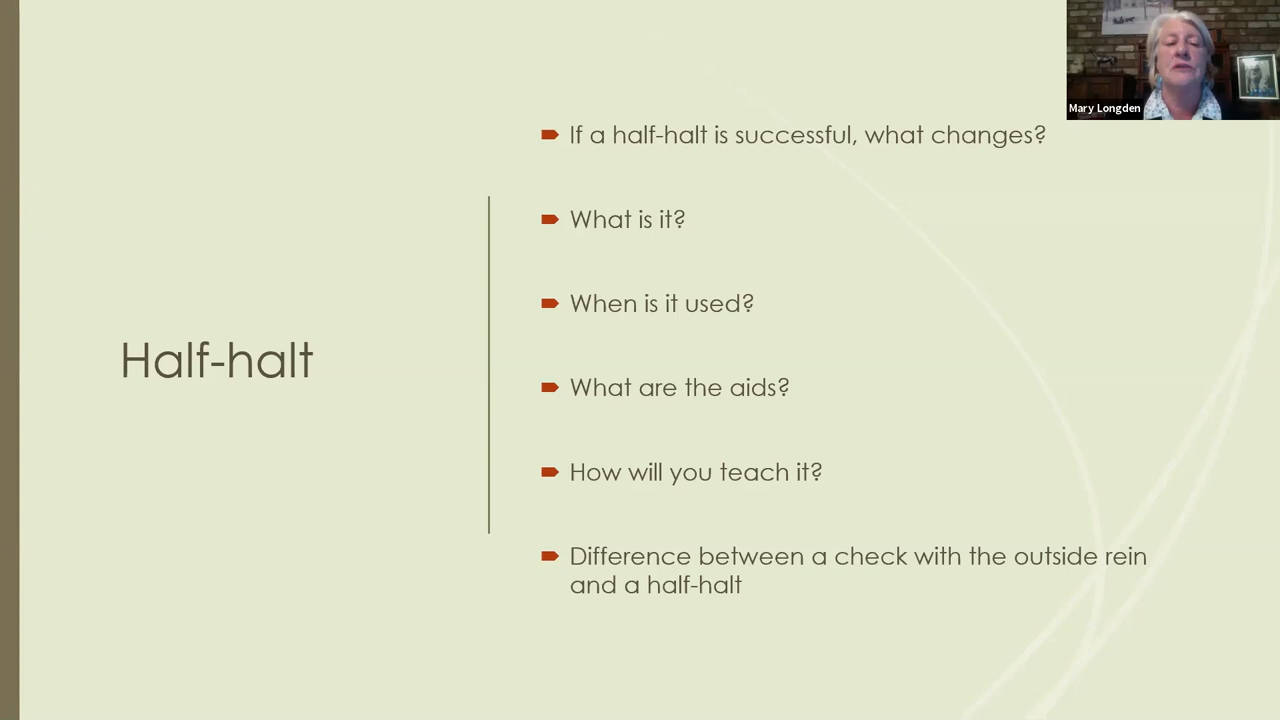 Mary Longden
If a half-halt is successful, what changes?
What is it?
When is it used?
Half-halt
What are the aids?
How will you teach it?
Difference between a check with the outside rein
and a half-halt